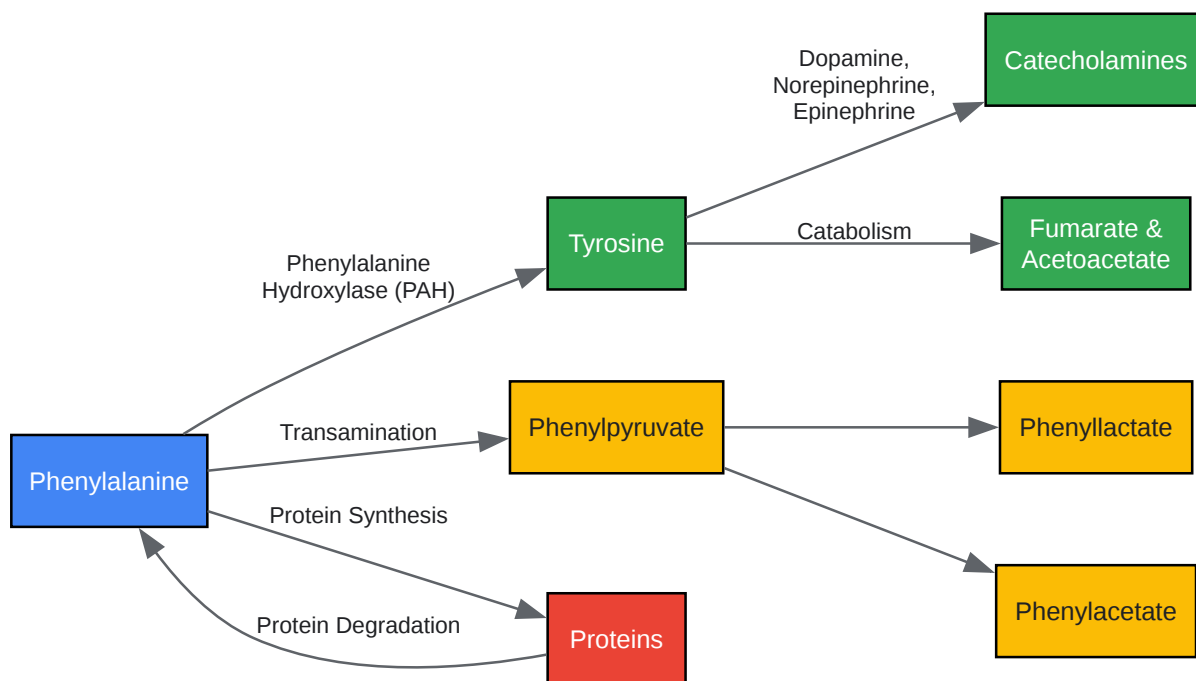 Dopamine,
Norepinephrine,
Epinephrine
Catecholamines
Phenylalanine
Hydroxylase (PAH)
Tyrosine
Catabolism
Fumarate &
Acetoacetate
Phenylalanine
Transamination
Phenylpyruvate
Phenyllactate
Protein Synthesis
Protein Degradation
Proteins
Phenylacetate